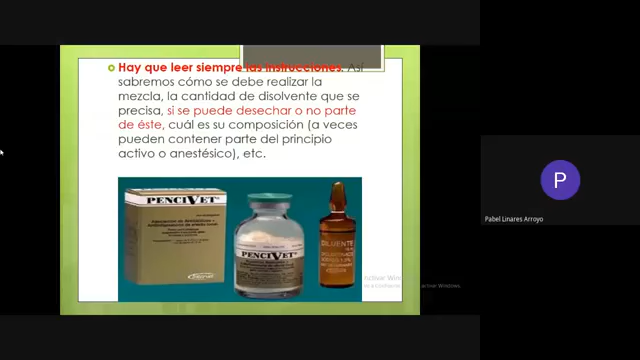 Hay que leer siempre las instrucciones. Así
sabremos cómo se debe realizar la
mezcla, la cantidad de disolvente que se
precisa, si se puede desechar o no parte
de éste, cuál es su composición (a veces
pueden contener parte del principio
activo o anestésico), etc.
PENCIVET
PENCIVET
P
Pabel Linares Arroyo